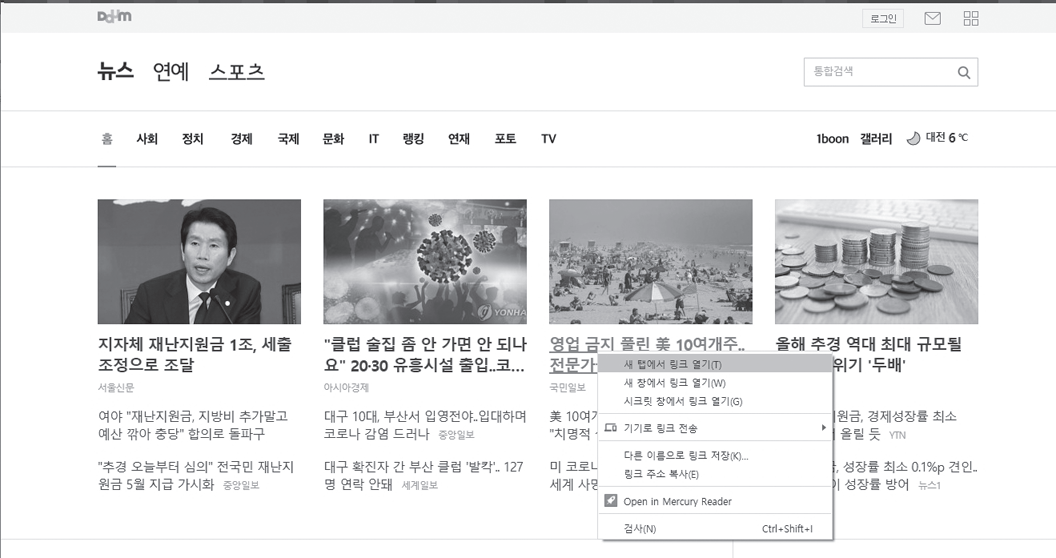 Daum
로그인
뉴스 연예 스포츠
통합검색
홈 사회 정치 경제 국제 문화 IT 랭킹 연재 포토 TV
1boon 갤러리 대전 6 ℃
지자체 재난지원금 1조, 세출
조정으로 조달
서울신문
여야 "재난지원금, 지방비 추가말고
예산 깎아 충당" 합의로 돌파구
"추경 오늘부터 심의" 전국민 재난지
원금 5월 지급 가시화 중앙일보
YONHA
"클럽 술집 좀 안 가면 안 되나
요" 20·30 유흥시설 출입..코...
아시아경제
대구 10대, 부산서 입영전야..입대하며
코로나 감염 드러나 중앙일보
대구 확진자 간 부산 클럽 '발칵'.. 127
명 연락 안돼 세계일보
영업 금지 풀린 美 10여개주..
전문가
국민일보
美 10여
"치명적
미 코로나
세계 사망
새 탭에서 링크 열기(T)
새 창에서 링크 열기(W)
시크릿 창에서 링크 열기(G)
기기로 링크 전송
다른 이름으로 링크 저장(K)...
링크 주소 복사(E)
Open in Mercury Reader
검사(N) Ctrl+Shift+I
올해 추경 역대 최대 규모될
위기 '두배'
원금, 경제성장률 최소
올릴 듯 YTN
, 성장률 최소 0.1%p 견인..
이 성장률 방어 뉴스1